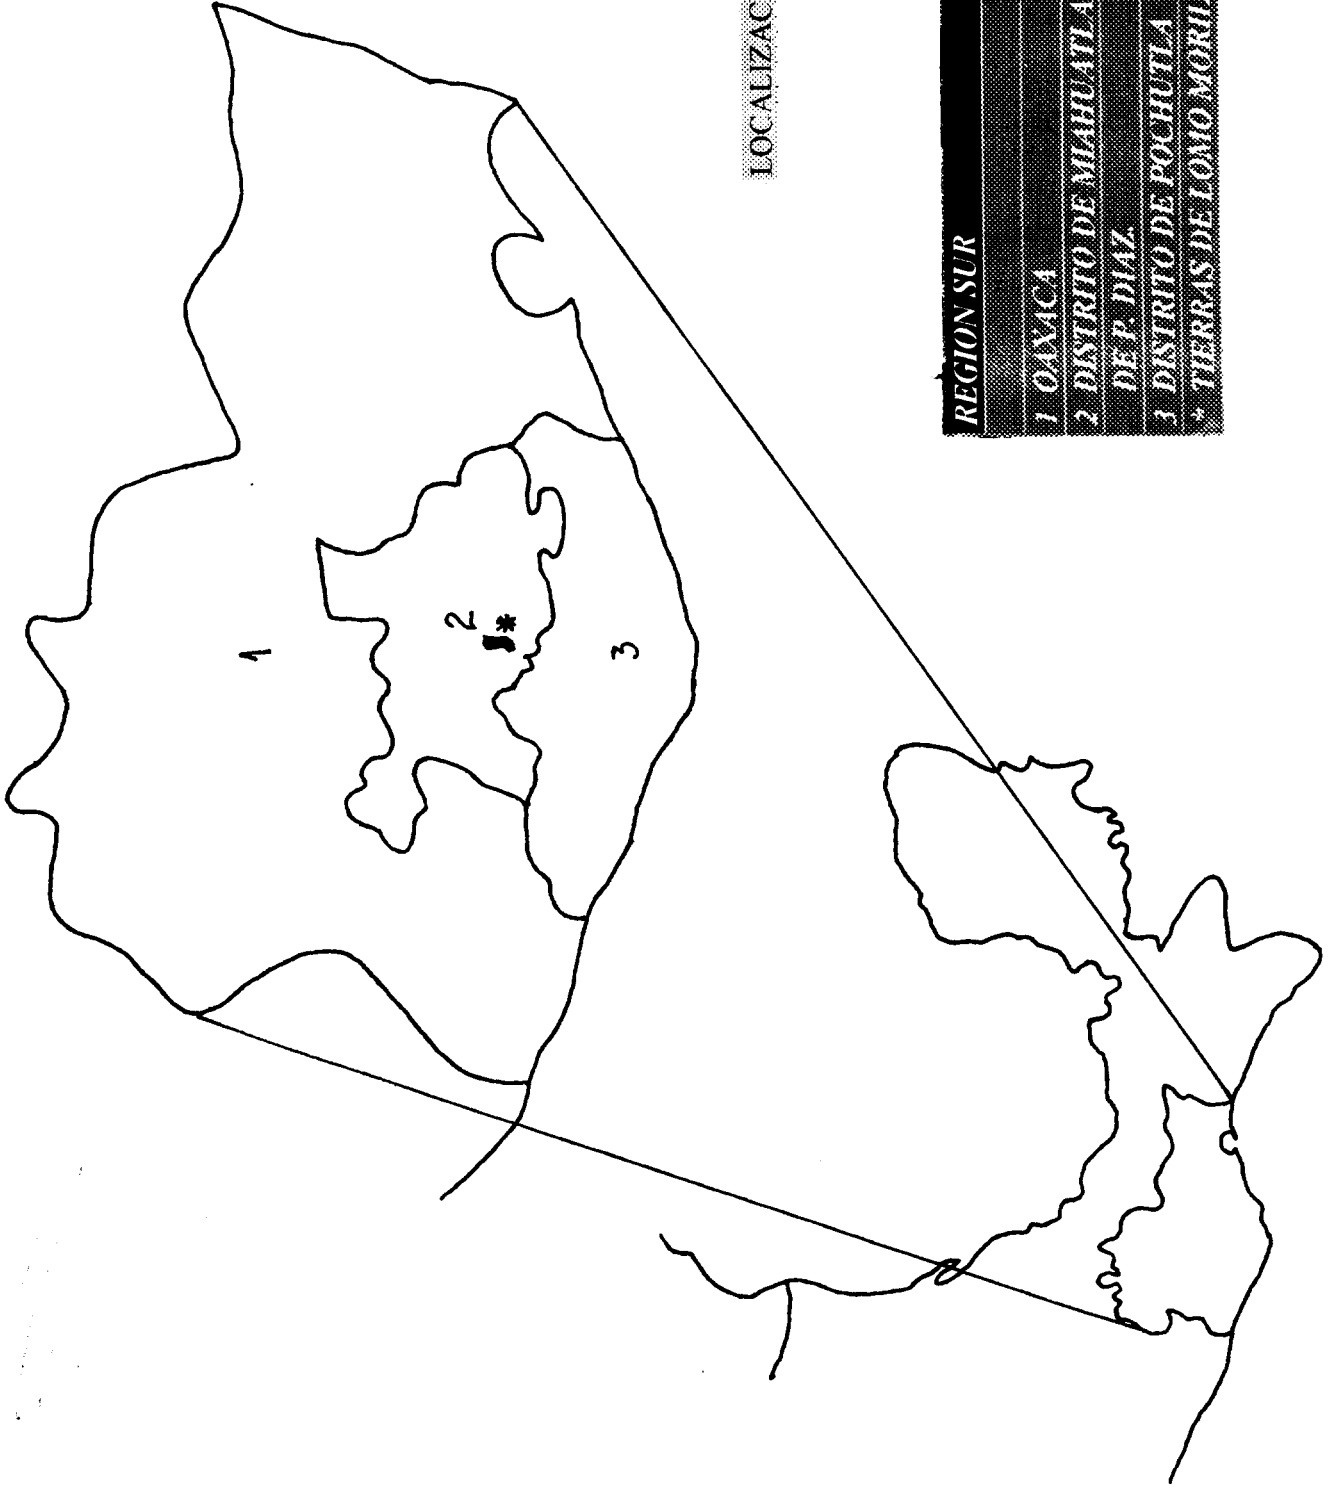 1
2
*
3
LOCALIZAC
REGION SUR
1 OAXACA
2 DISTRITO DE MIAHUATLA
DE P. DIAZ.
3 DISTRITO DE POCHUTLA
* TIERRAS DE LOMO MORIL